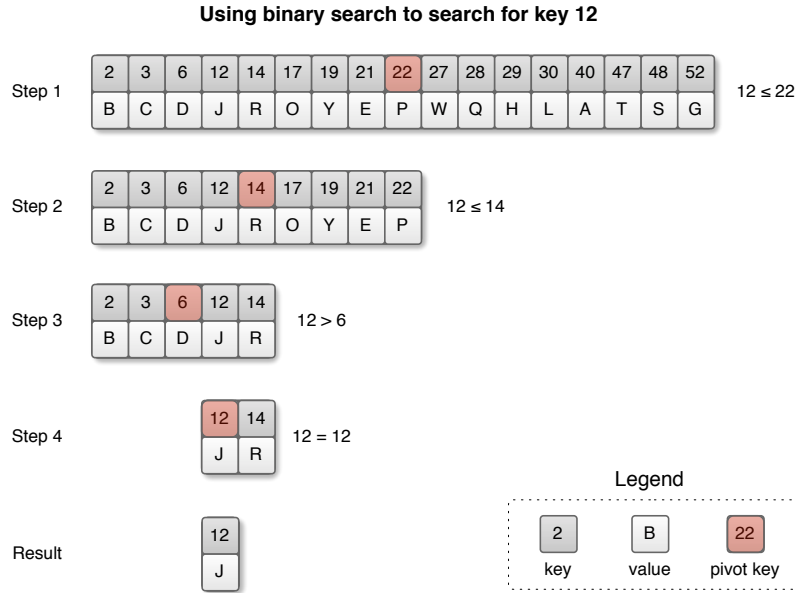 Using binary search to search for key 12
2 3 6 12 14 17 19 21 22 27 28 29 30 40 47 48 52
Step 1 12 ≤ 22
B C D J R O Y E P W Q H L A T S G
2 3 6 12 14 17 19 21 22
Step 2 12 ≤ 14
B C D J R O Y E P
2 3 6 12 14
Step 3 12 > 6
B C D J R
12 14
Step 4 12 = 12
J R
12
Result
J
Legend
2 B 22
key value pivot key